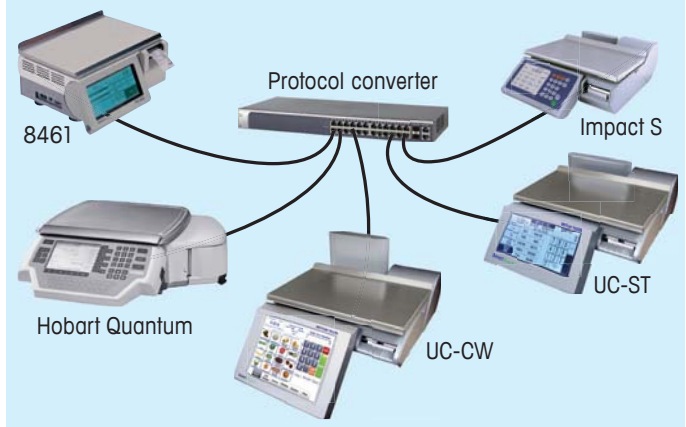 Protocol converter
8461
Impact S
UC-ST
Hobart Quantum
UC-CW